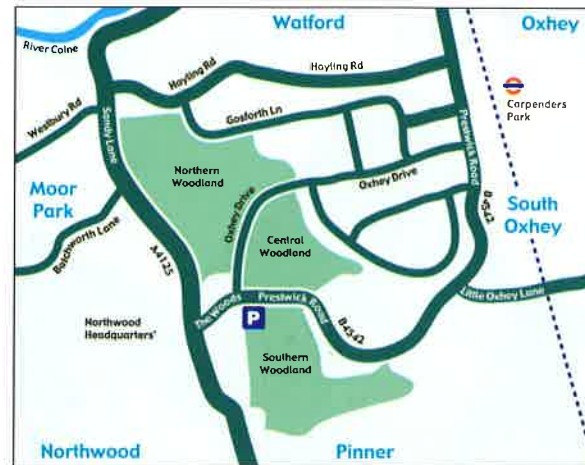 Watford
Oxhey
River Colne
Hayling Rd
Hayling Rd
Carpenders
Park
Westbury Rd
Sandy Lane
Gosforth Ln
Prestwick Road
Northern
Woodland
Oxhey Drive
Moor
Park
Batchworth Lane
Oxhey Drive
B4542
South
Oxhey
A4125
Central
Woodland
The Woods
Prestwick Road
Little Oxhey Lane
Northwood
Headquarters'
P
B4542
Southern
Woodland
Northwood
Pinner